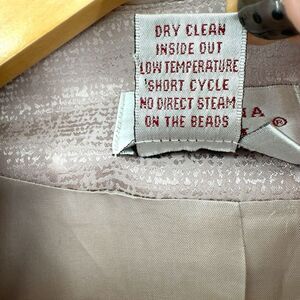 DRY CLEAN
INSIDE OUT
LOW TEMPERATURE
SHORT CYCLE
NO DIRECT STEAM
ON THE BEADS
®